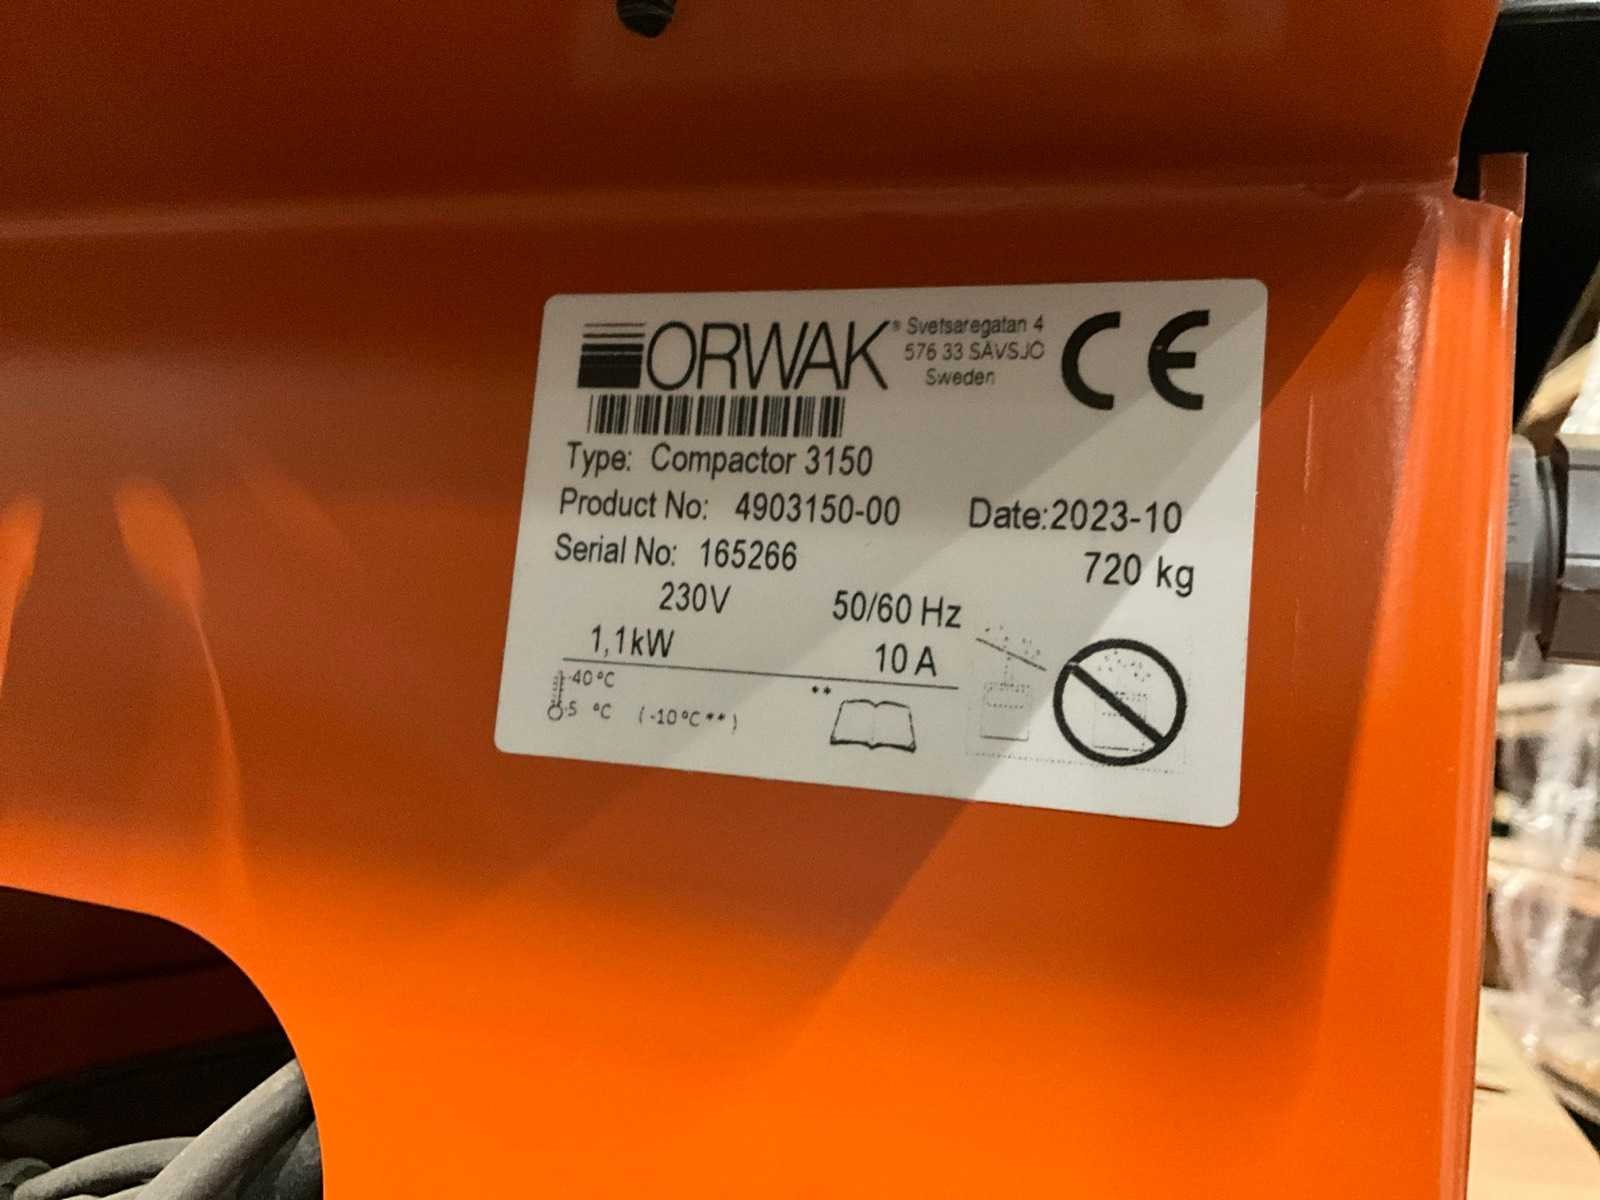 ORWAK® Svetsaregatan 4
576 33 SÄVSJÖ
Sweden
CE
Type: Compactor 3150
Product No: 4903150-00 Date:2023-10
Serial No: 165266 720 kg
230V 50/60 Hz
1,1kW 10 A
40 °C
5 °C (-10°C**) **